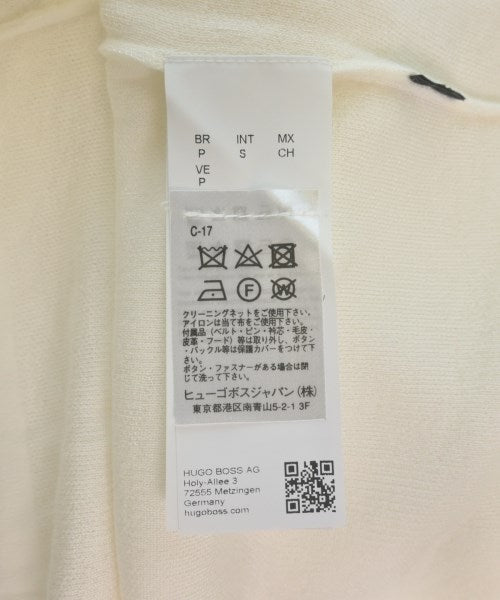 BR INT MX
P S CH
VE
P
C-17
F W
クリーニングネットをご使用下さい。
アイロンは当て布をご使用下さい。
付属品（ベルト・ピン・衿芯・毛皮・
皮革・フード）等は取り外し、ボタン
・バックル等は保護カバーをつけて下
さい。
ボタン・ファスナーがある場合は閉
じて洗って下さい。
ヒューゴボスジャパン（株）
東京都港区南青山5-2-1 3F
HUGO BOSS AG
Holy-Allee 3
72555 Metzingen
Germany
hugoboss.com